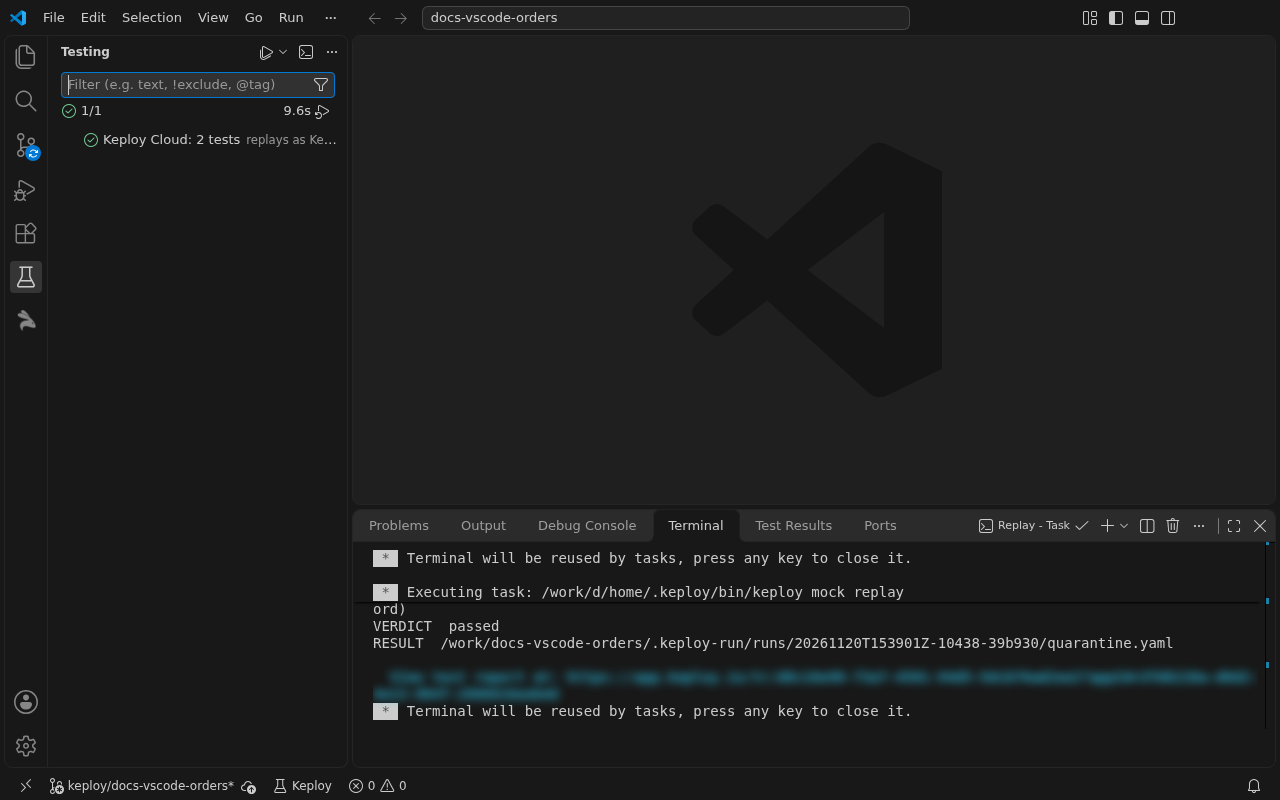 File Edit Selection View Go Run ···
docs-vscode-orders
Testing
Filter (e.g. text, !exclude, @tag)
1/1 9.6s
Keploy Cloud: 2 tests replays as Ke...
Problems Output Debug Console Terminal Test Results Ports
Replay - Task
* Terminal will be reused by tasks, press any key to close it.
* Executing task: /work/d/home/.keploy/bin/keploy mock replay
ord)
VERDICT passed
RESULT /work/docs-vscode-orders/.keploy-run/runs/20261120T153901Z-10438-39b930/quarantine.yaml
* Terminal will be reused by tasks, press any key to close it.
keploy/docs-vscode-orders* Keploy 0 0